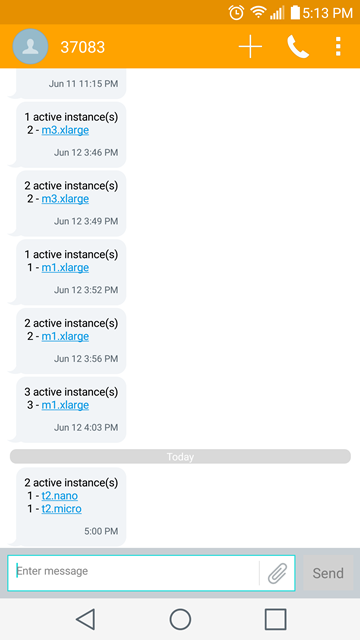 5:13 PM
37083
Jun 11 11:15 PM
1 active instance(s)
2 - m3.xlarge
Jun 12 3:46 PM
2 active instance(s)
2 - m3.xlarge
Jun 12 3:49 PM
1 active instance(s)
1 - m1.xlarge
Jun 12 3:52 PM
2 active instance(s)
2 - m1.xlarge
Jun 12 3:56 PM
3 active instance(s)
3 - m1.xlarge
Jun 12 4:03 PM
Today
2 active instance(s)
1 - t2.nano
1 - t2.micro
5:00 PM
Enter message
Send